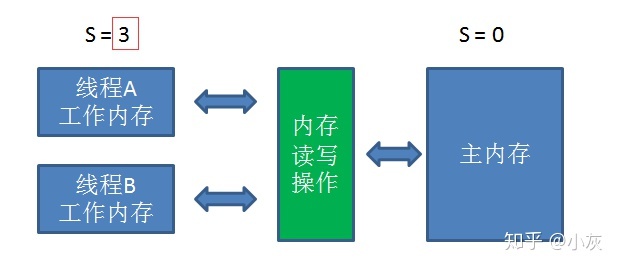 S = 3
S = 0
线程A
工作内存
内存
读写
操作
主内存
线程B
工作内存
知乎 @小灰